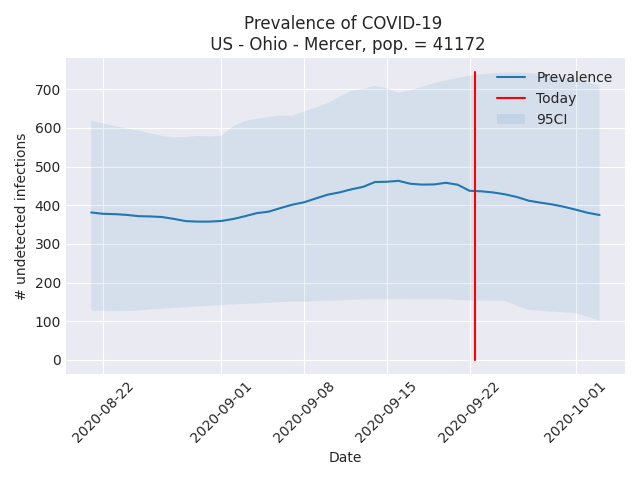 Prevalence of COVID-19
US - Ohio - Mercer, pop. = 41172
Prevalence
Today
95CI
# undetected infections
700
600
500
400
300
200
100
0
2020-08-22
2020-09-01
2020-09-08
2020-09-15
2020-09-22
2020-10-01
Date